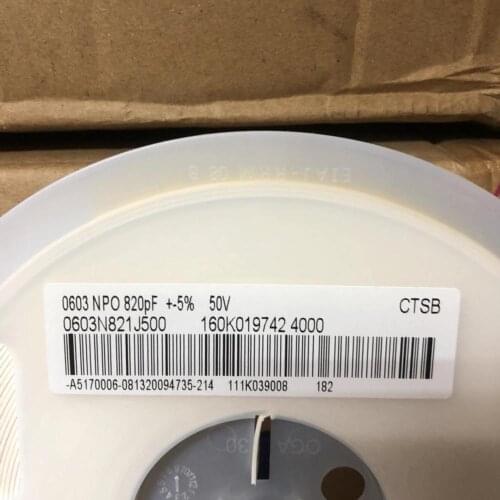 0603 NPO 820pF +-5% 50V CTSB
0603N821J500 160K019742 4000
-A5170006-081320094735-214 111K039008 182